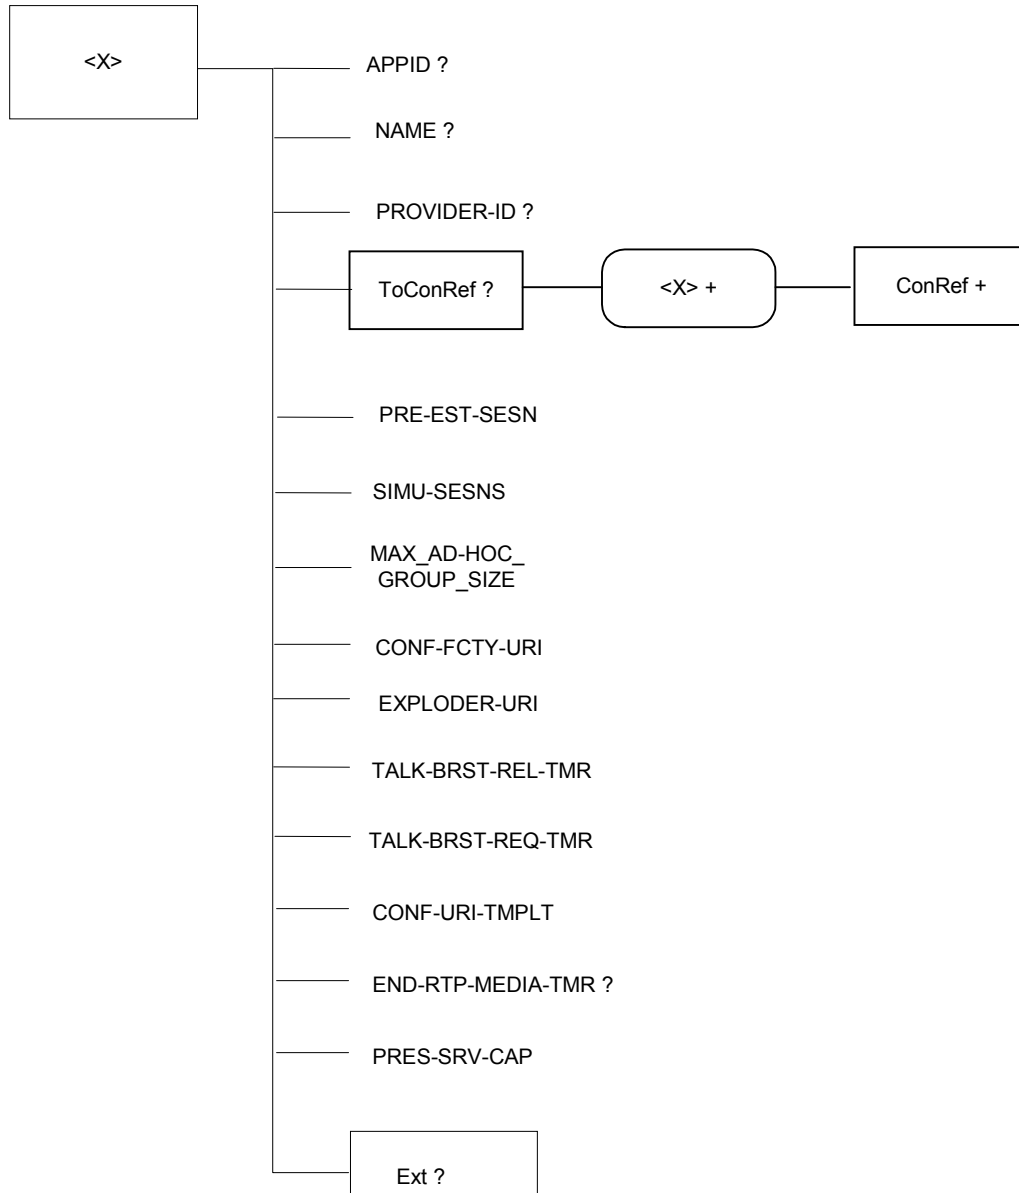 <X>
APPID ?
NAME ?
PROVIDER-ID ?
ToConRef ?
<X> +
ConRef +
PRE-EST-SESN
SIMU-SESNS
MAX_AD-HOC_
GROUP_SIZE
CONF-FCTY-URI
EXPLODER-URI
TALK-BRST-REL-TMR
TALK-BRST-REQ-TMR
CONF-URI-TMPLT
END-RTP-MEDIA-TMR ?
PRES-SRV-CAP
Ext ?